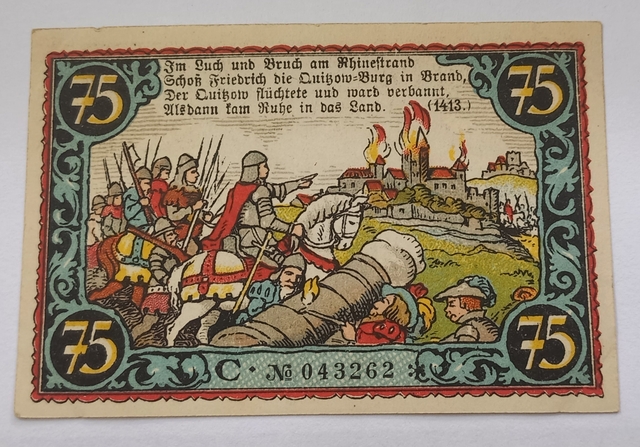 75 75
Im Luch und Bruch am Rhinestrand
Schoß Friedrich die Quitzow-Burg in Brand,
Der Quitzow flüchtete und ward verbannt,
Alsdann kam Ruhe in das Land. (1413.)
75 75
C · № 043262 *